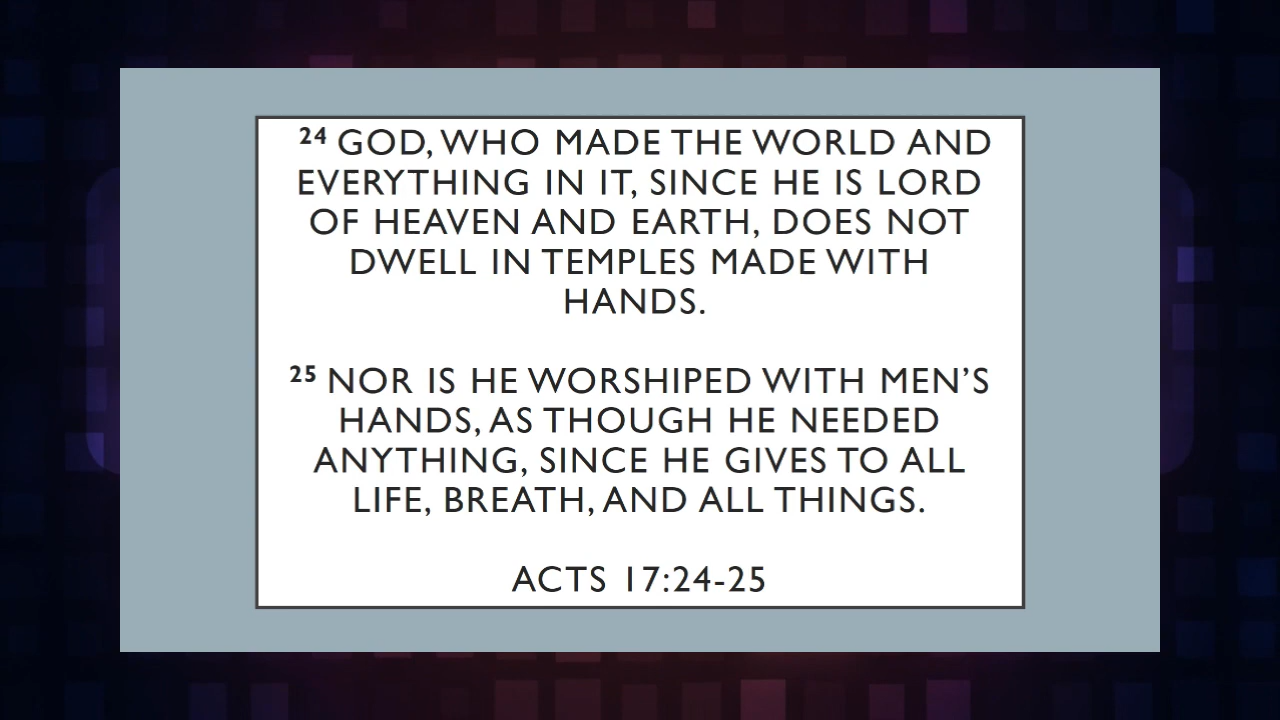 24 GOD, WHO MADE THE WORLD AND
EVERYTHING IN IT, SINCE HE IS LORD
OF HEAVEN AND EARTH, DOES NOT
DWELL IN TEMPLES MADE WITH
HANDS.
25 NOR IS HE WORSHIPED WITH MEN’S
HANDS, AS THOUGH HE NEEDED
ANYTHING, SINCE HE GIVES TO ALL
LIFE, BREATH, AND ALL THINGS.
ACTS 17:24-25